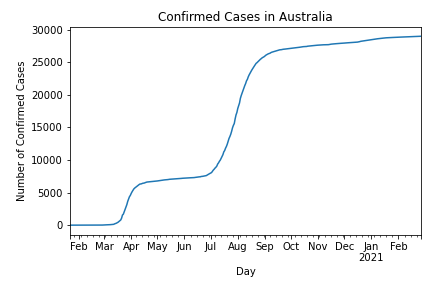 Confirmed Cases in Australia
30000
25000
20000
15000
10000
5000
0
Number of Confirmed Cases
Feb Mar Apr May Jun Jul Aug Sep Oct Nov Dec Jan Feb
2021
Day